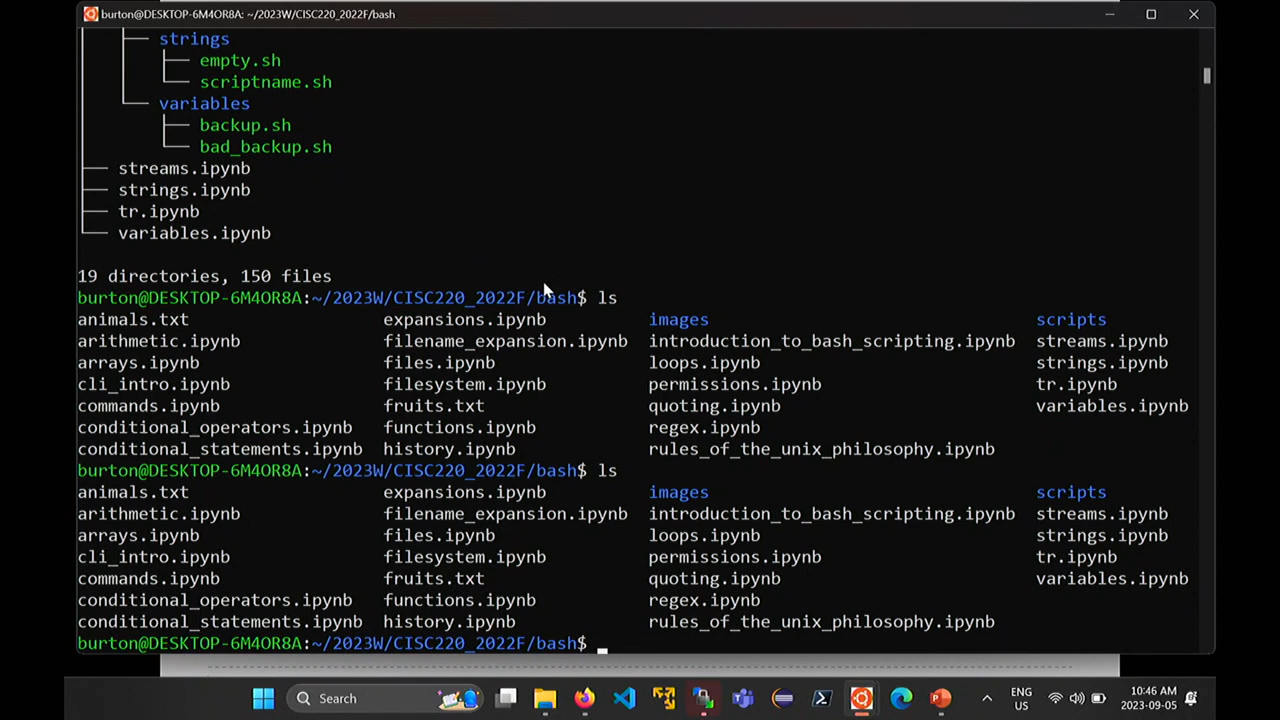 burton@DESKTOP-6M4OR8A: ~/2023W/CISC220_2022F/bash
strings
empty.sh
scriptname.sh
variables
backup.sh
bad_backup.sh
streams.ipynb
strings.ipynb
tr.ipynb
variables.ipynb
19 directories, 150 files
burton@DESKTOP-6M4OR8A:~/2023W/CISC220_2022F/bash$ ls
animals.txt expansions.ipynb images scripts
arithmetic.ipynb filename_expansion.ipynb introduction_to_bash_scripting.ipynb streams.ipynb
arrays.ipynb files.ipynb loops.ipynb strings.ipynb
cli_intro.ipynb filesystem.ipynb permissions.ipynb tr.ipynb
commands.ipynb fruits.txt quoting.ipynb variables.ipynb
conditional_operators.ipynb functions.ipynb regex.ipynb
conditional_statements.ipynb history.ipynb rules_of_the_unix_philosophy.ipynb
burton@DESKTOP-6M4OR8A:~/2023W/CISC220_2022F/bash$ ls
animals.txt expansions.ipynb images scripts
arithmetic.ipynb filename_expansion.ipynb introduction_to_bash_scripting.ipynb streams.ipynb
arrays.ipynb files.ipynb loops.ipynb strings.ipynb
cli_intro.ipynb filesystem.ipynb permissions.ipynb tr.ipynb
commands.ipynb fruits.txt quoting.ipynb variables.ipynb
conditional_operators.ipynb functions.ipynb regex.ipynb
conditional_statements.ipynb history.ipynb rules_of_the_unix_philosophy.ipynb
burton@DESKTOP-6M4OR8A:~/2023W/CISC220_2022F/bash$
Search
ENG
US
10:46 AM
2023-09-05